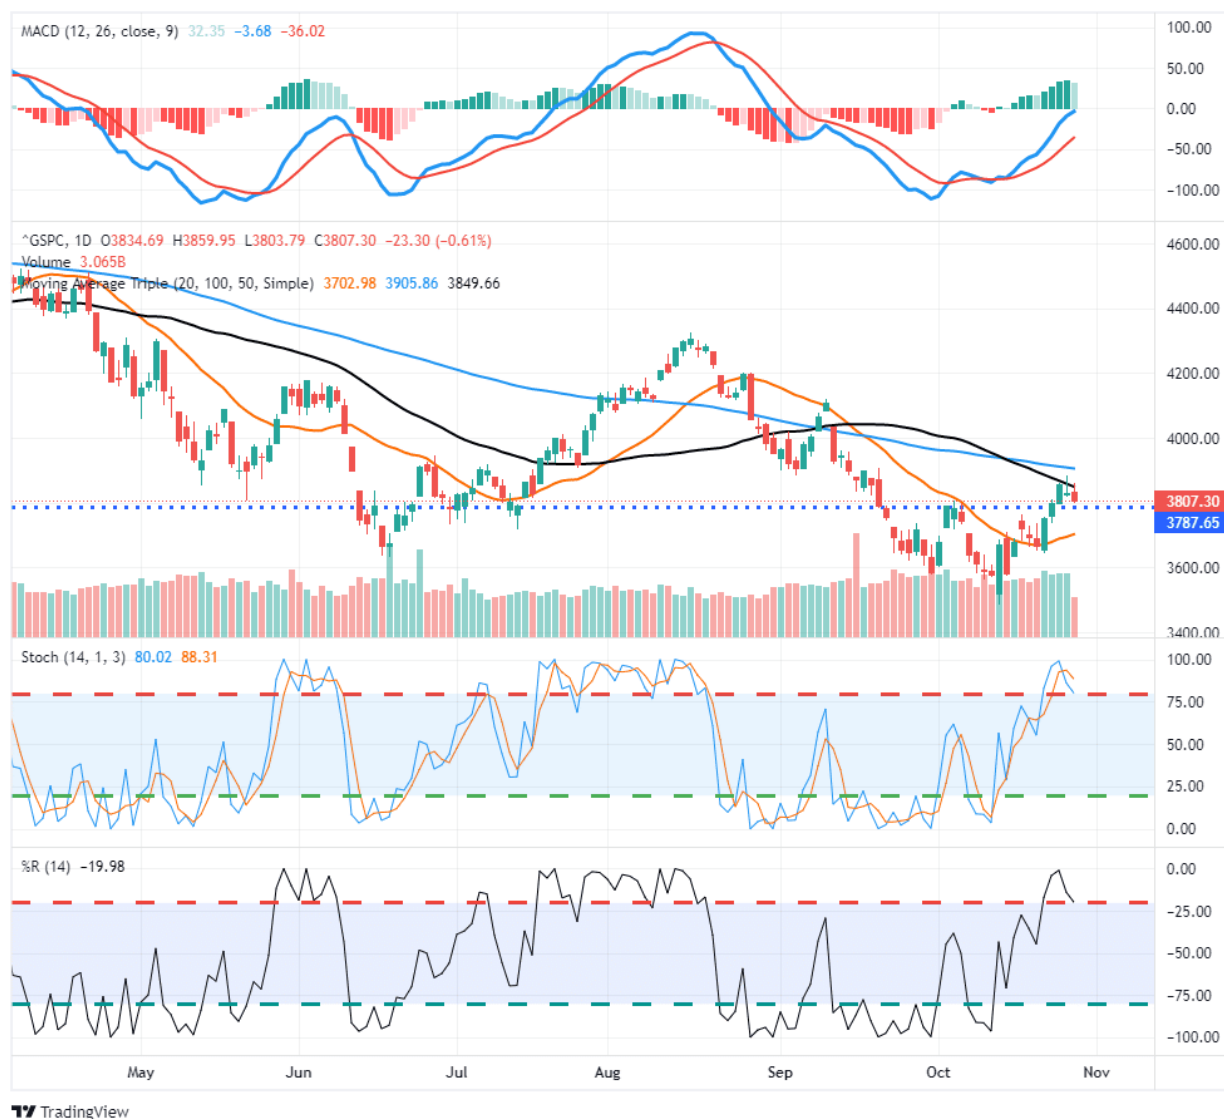 MACD (12, 26, close, 9) 32.35 −3.68 −36.02
100.00
50.00
0.00
−50.00
−100.00
^GSPC, 1D O3834.69 H3859.95 L3803.79 C3807.30 −23.30 (−0.61%)
Volume 3.065B
Moving Average Triple (20, 100, 50, Simple) 3702.98 3905.86 3849.66
4600.00
4400.00
4200.00
4000.00
3807.30
3787.65
3600.00
3400.00
Stoch (14, 1, 3) 80.02 88.31
100.00
75.00
50.00
25.00
0.00
%R (14) −19.98
0.00
−25.00
−50.00
−75.00
−100.00
May Jun Jul Aug Sep Oct Nov
TradingView